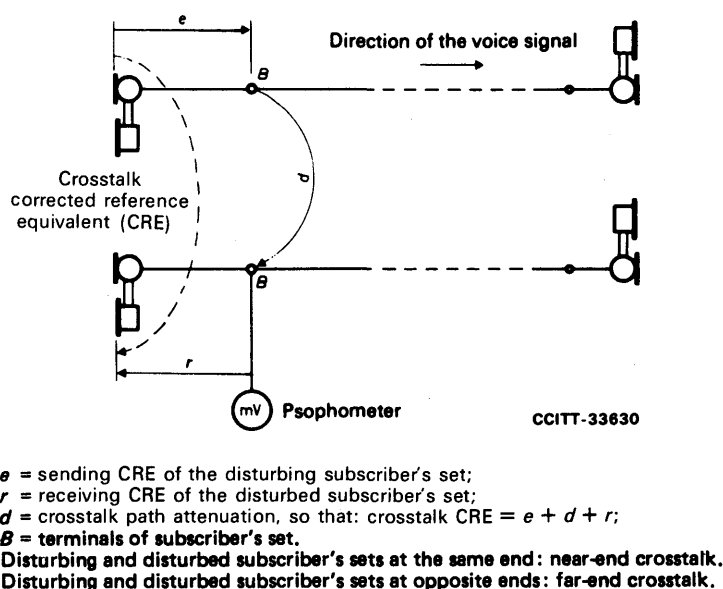 e
Direction of the voice signal
B
d
Crosstalk
corrected reference
equivalent (CRE)
B
r
mV
Psophometer
CCITT-33630
e = sending CRE of the disturbing subscriber's set;
r = receiving CRE of the disturbed subscriber's set;
d = crosstalk path attenuation, so that: crosstalk CRE = e + d + r;
B = terminals of subscriber's set.
Disturbing and disturbed subscriber's sets at the same end: near-end crosstalk.
Disturbing and disturbed subscriber's sets at opposite ends: far-end crosstalk.